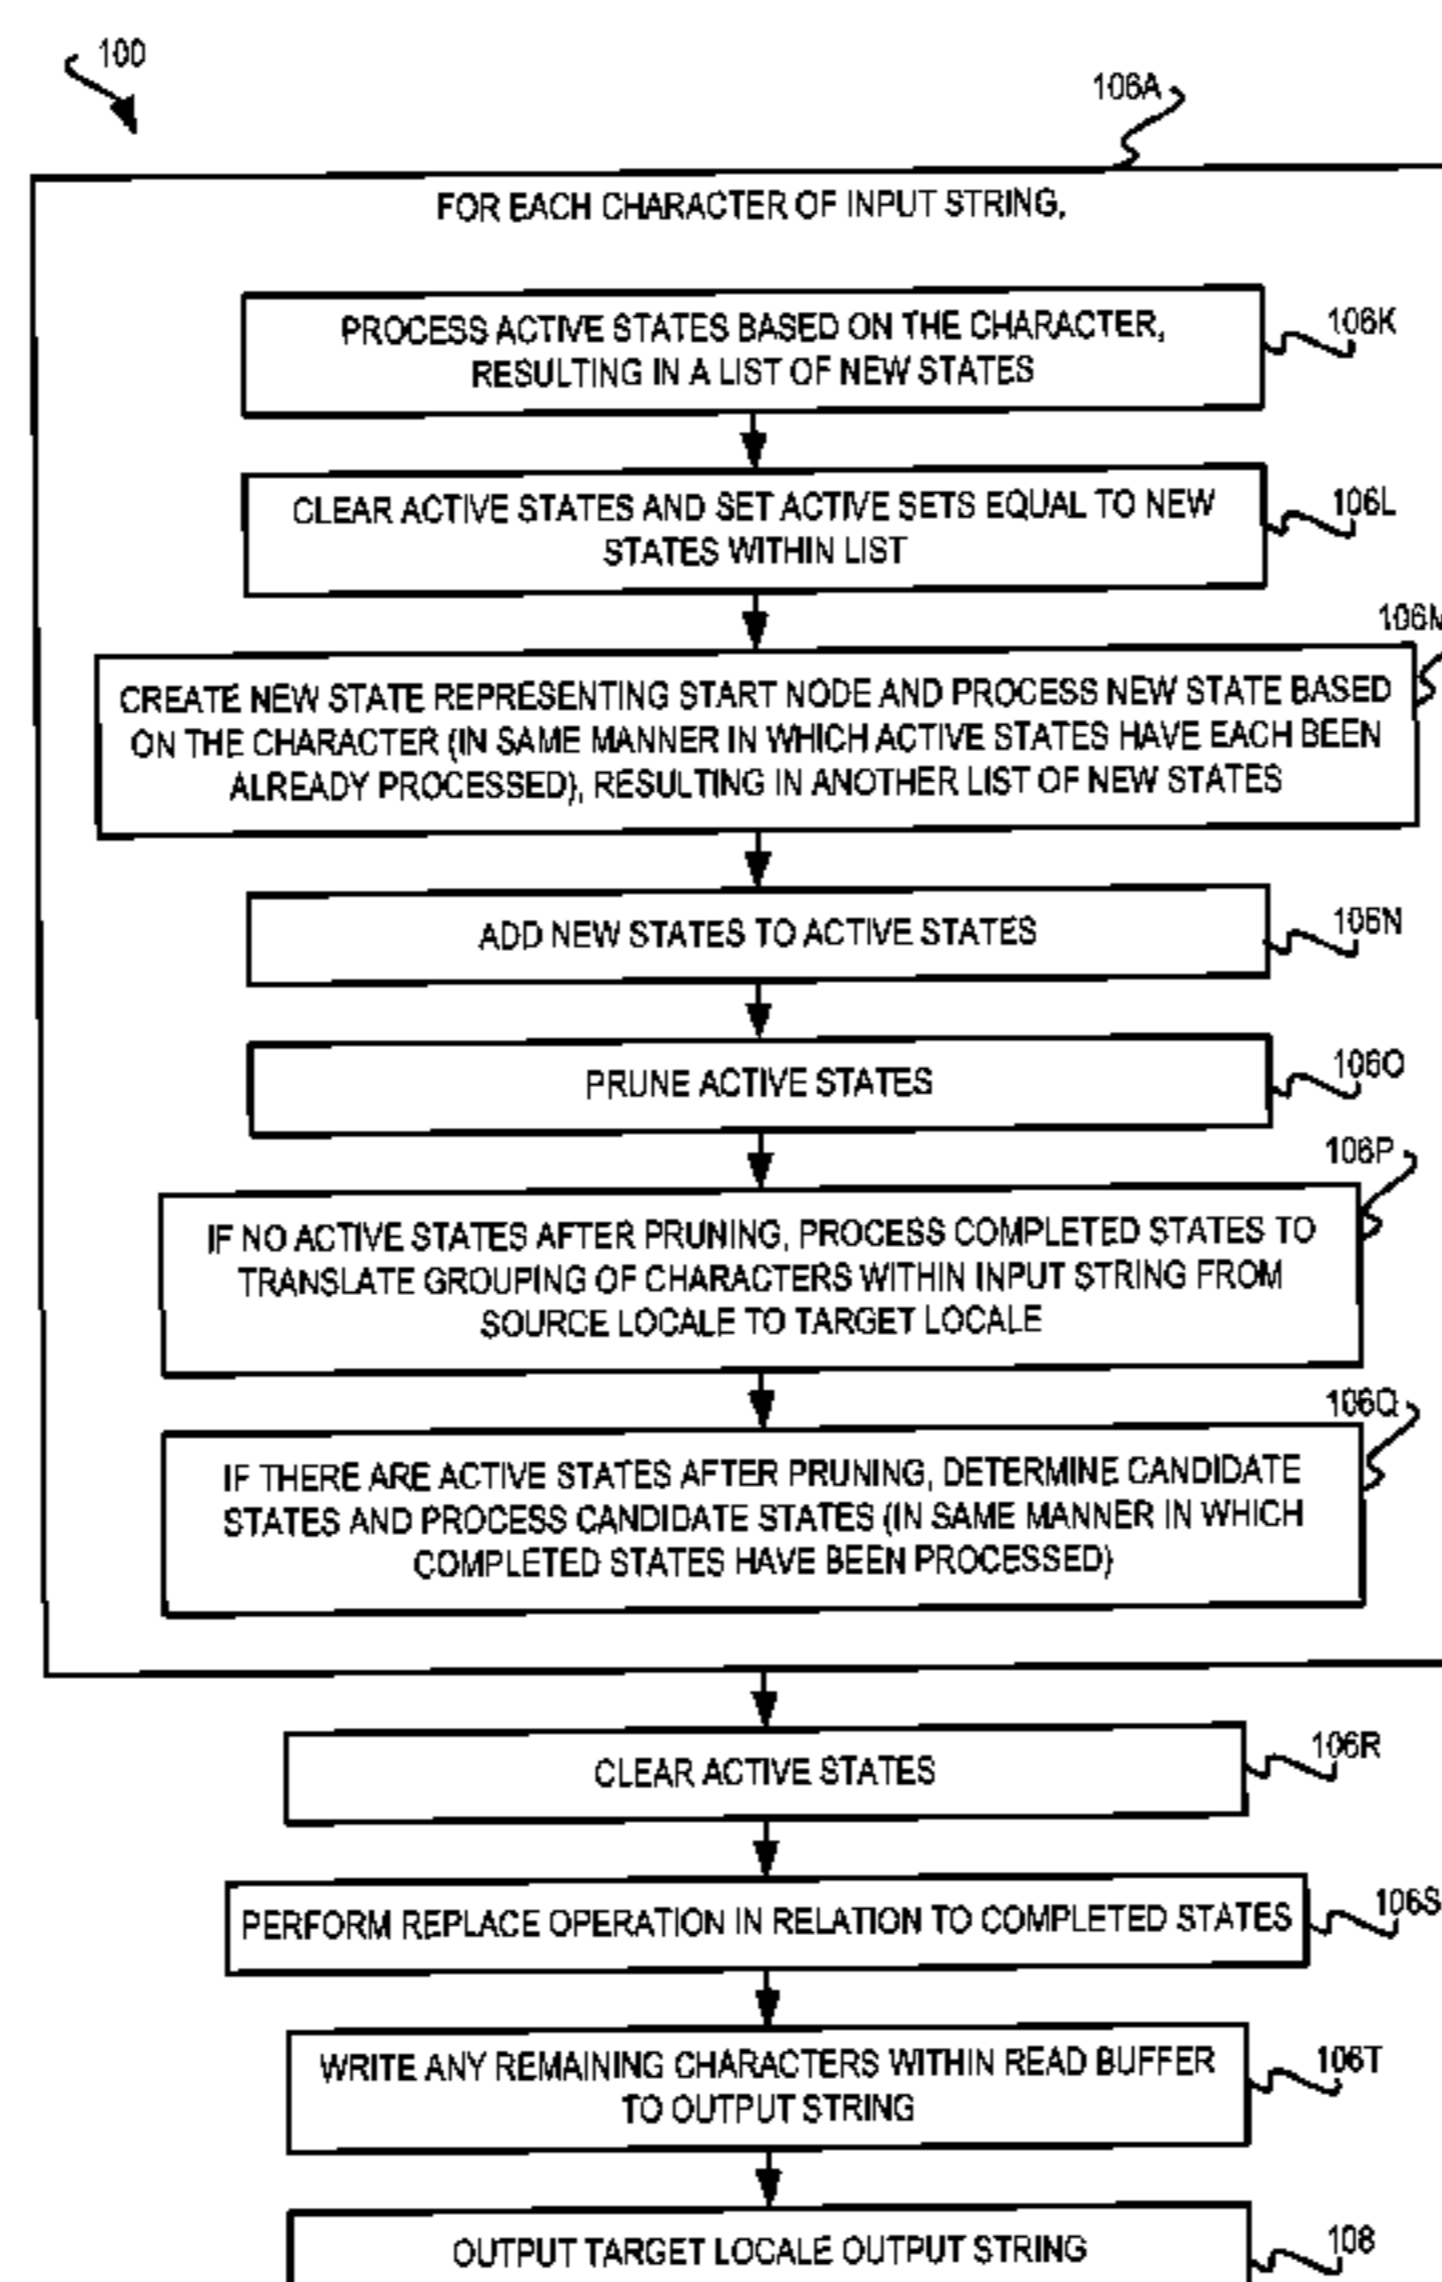 100
106A
FOR EACH CHARACTER OF INPUT STRING,
PROCESS ACTIVE STATES BASED ON THE CHARACTER,
RESULTING IN A LIST OF NEW STATES
106K
CLEAR ACTIVE STATES AND SET ACTIVE SETS EQUAL TO NEW
STATES WITHIN LIST
106L
106M
CREATE NEW STATE REPRESENTING START NODE AND PROCESS NEW STATE BASED
ON THE CHARACTER (IN SAME MANNER IN WHICH ACTIVE STATES HAVE EACH BEEN
ALREADY PROCESSED), RESULTING IN ANOTHER LIST OF NEW STATES
ADD NEW STATES TO ACTIVE STATES
106N
PRUNE ACTIVE STATES
106O
106P
IF NO ACTIVE STATES AFTER PRUNING, PROCESS COMPLETED STATES TO
TRANSLATE GROUPING OF CHARACTERS WITHIN INPUT STRING FROM
SOURCE LOCALE TO TARGET LOCALE
106Q
IF THERE ARE ACTIVE STATES AFTER PRUNING, DETERMINE CANDIDATE
STATES AND PROCESS CANDIDATE STATES (IN SAME MANNER IN WHICH
COMPLETED STATES HAVE BEEN PROCESSED)
CLEAR ACTIVE STATES
106R
PERFORM REPLACE OPERATION IN RELATION TO COMPLETED STATES
106S
WRITE ANY REMAINING CHARACTERS WITHIN READ BUFFER
TO OUTPUT STRING
106T
OUTPUT TARGET LOCALE OUTPUT STRING
108